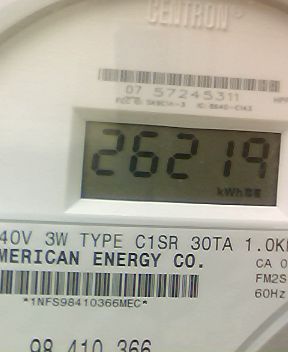 CENTRON®
07 57245311
26219
kWh
40V 3W TYPE C1SR 30TA 1.0K
MERICAN ENERGY CO.
CA 0
FM2S
*1NFS98410366MEC*
60Hz
98 410 366